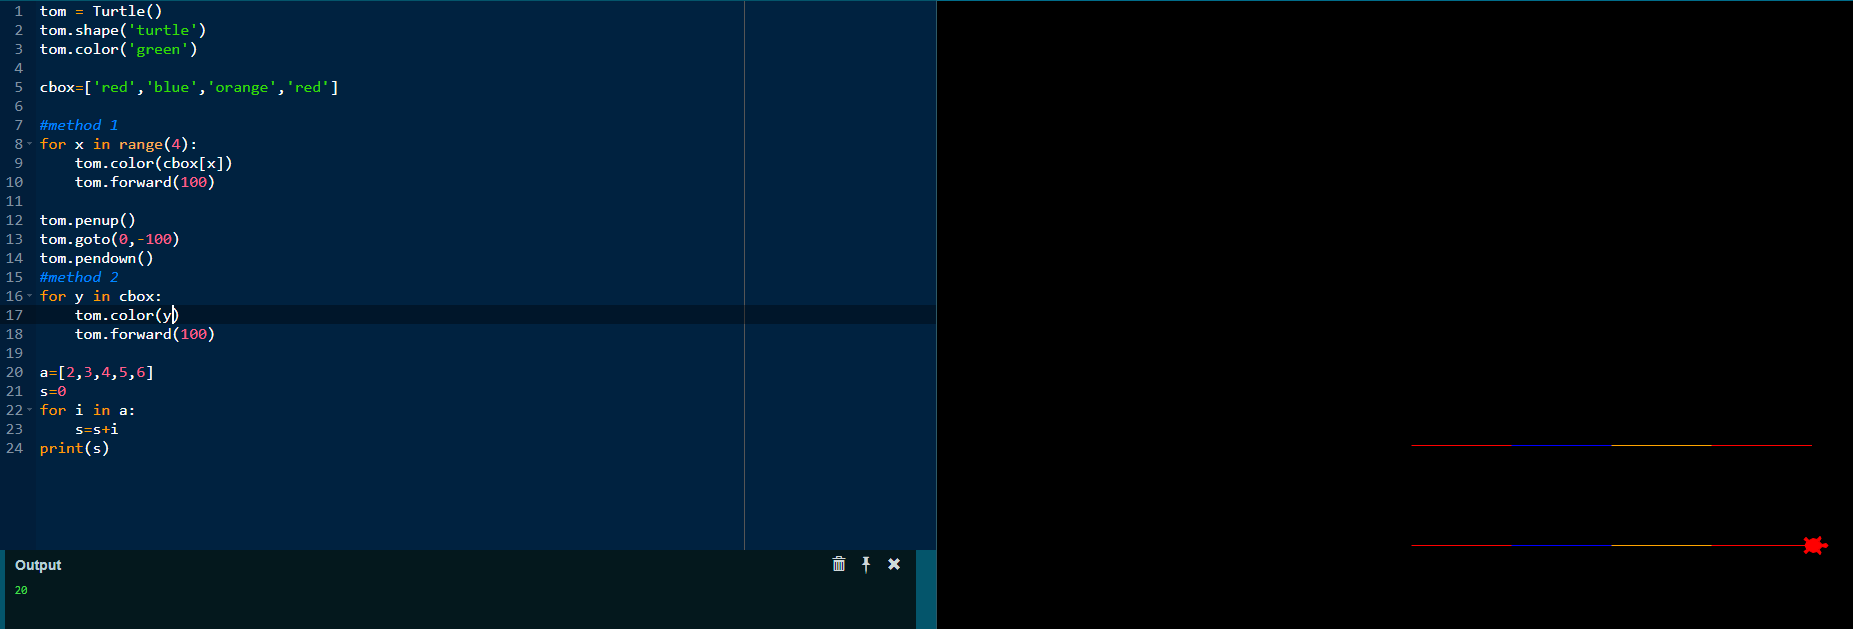 1 tom = Turtle()
2 tom.shape('turtle')
3 tom.color('green')
4
5 cbox=['red','blue','orange','red']
6
7 #method 1
8 for x in range(4):
9     tom.color(cbox[x])
10     tom.forward(100)
11
12 tom.penup()
13 tom.goto(0,-100)
14 tom.pendown()
15 #method 2
16 for y in cbox:
17     tom.color(y)
18     tom.forward(100)
19
20 a=[2,3,4,5,6]
21 s=0
22 for i in a:
23     s=s+i
24 print(s)
Output
20